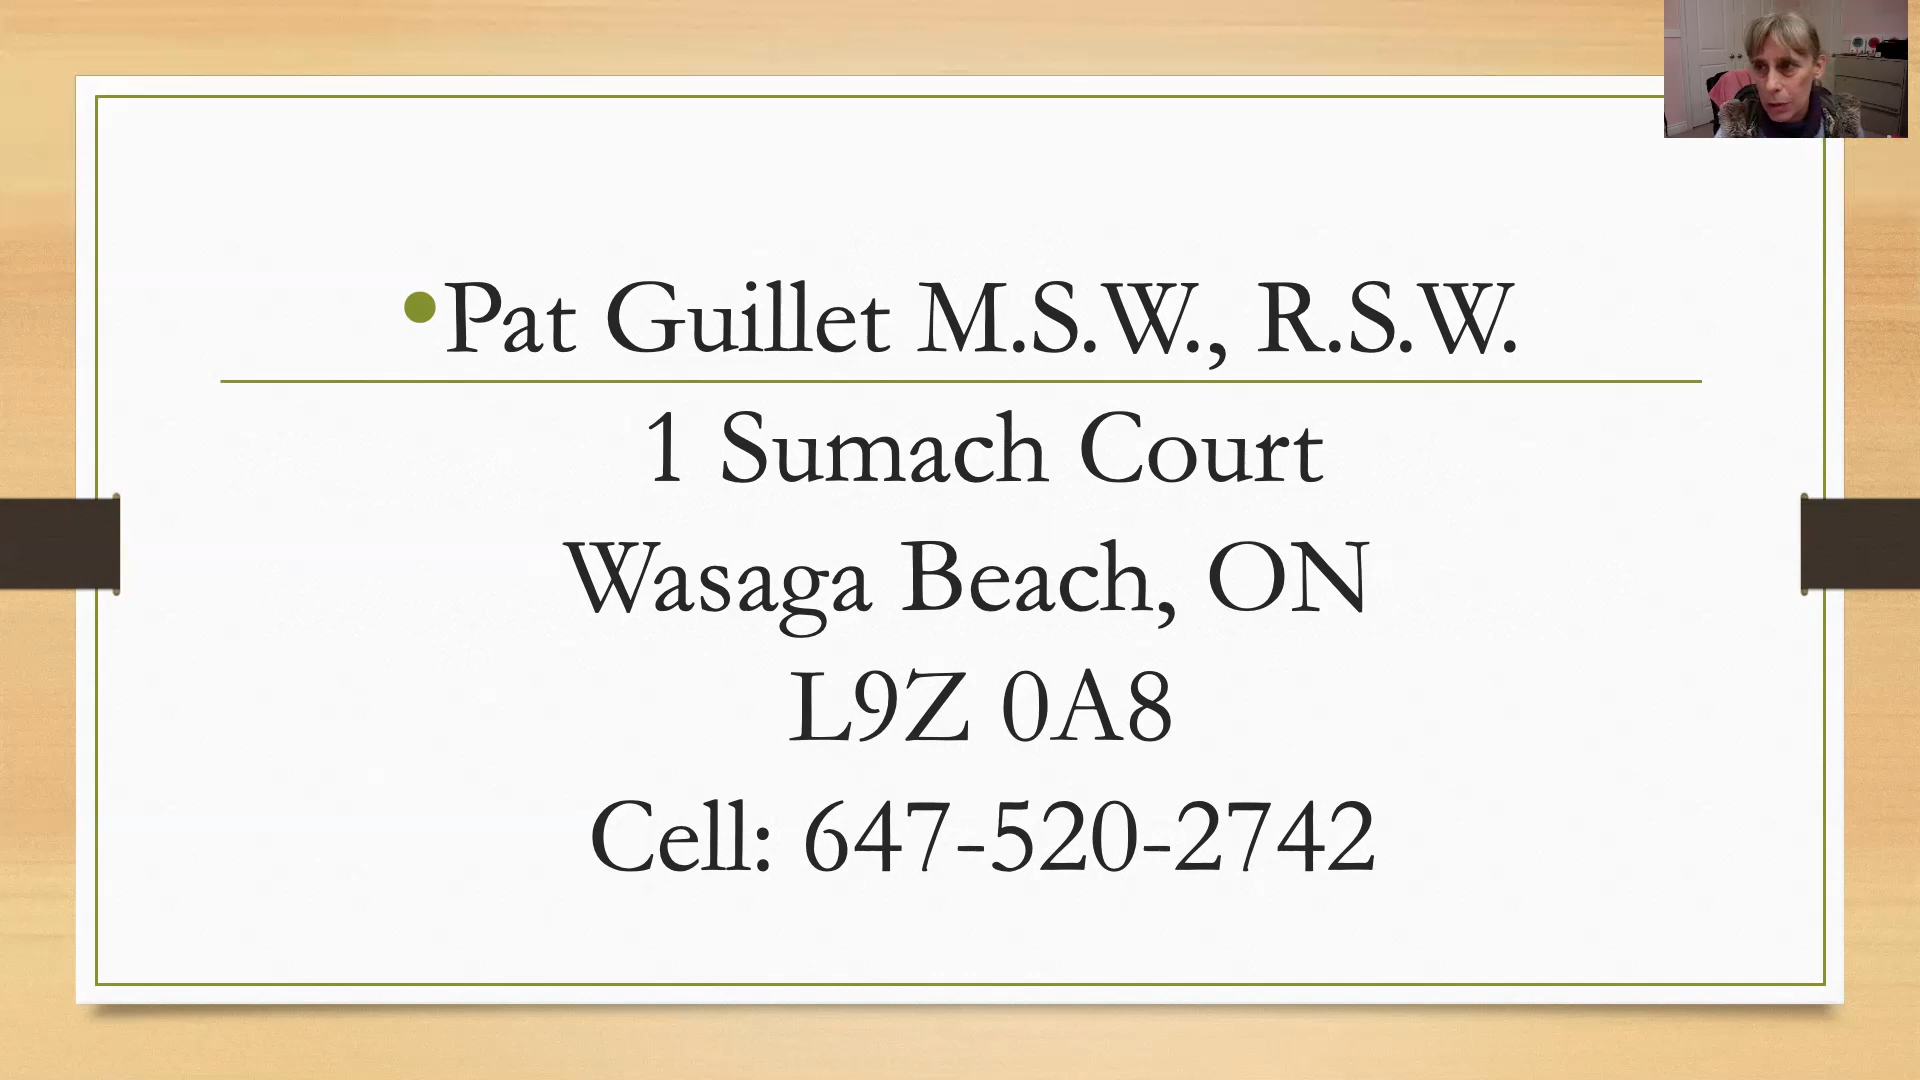 •Pat Guillet M.S.W., R.S.W.
1 Sumach Court
Wasaga Beach, ON
L9Z 0A8
Cell: 647-520-2742